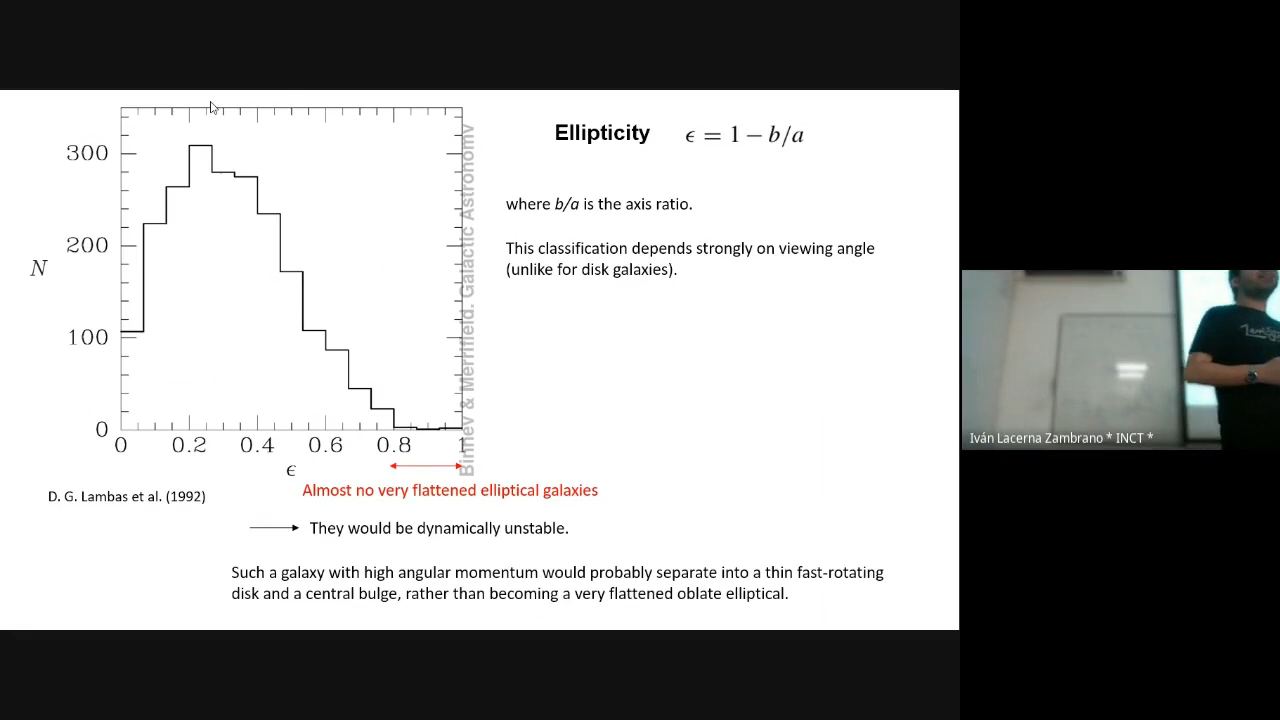 Ellipticity ϵ = 1 − b/a
where b/a is the axis ratio.
This classification depends strongly on viewing angle
(unlike for disk galaxies).
300
200
N
100
0
0 0.2 0.4 0.6 0.8 1
ϵ
Binney & Merrifield. Galactic Astronomy
D. G. Lambas et al. (1992)
Almost no very flattened elliptical galaxies
They would be dynamically unstable.
Such a galaxy with high angular momentum would probably separate into a thin fast-rotating
disk and a central bulge, rather than becoming a very flattened oblate elliptical.
Iván Lacerna Zambrano * INCT *